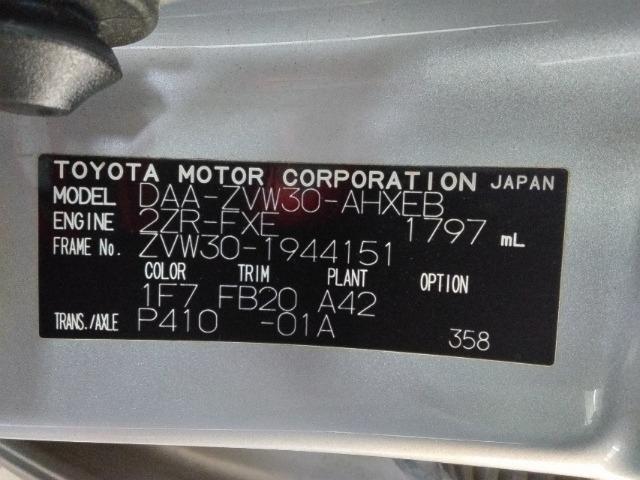 TOYOTA MOTOR CORPORATION JAPAN
MODEL DAA-ZVW30-AHXEB
ENGINE 2ZR-FXE 1797 mL
FRAME No. ZVW30-1944151
COLOR TRIM PLANT OPTION
1F7 FB20 A42
TRANS./AXLE P410 -01A 358